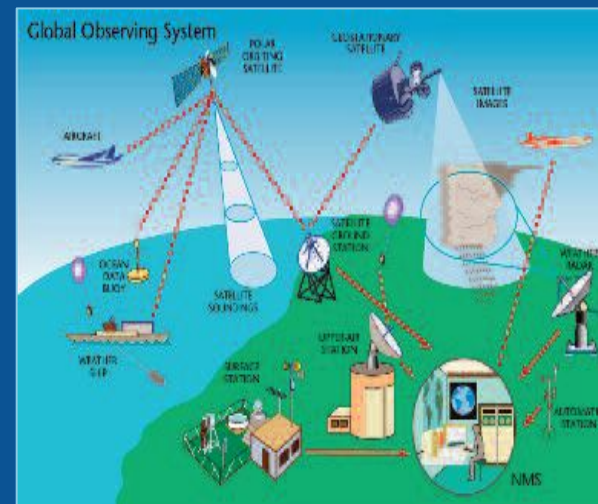 Global Observing System
POLAR
ORBITING
SATELLITE
GEOSTATIONARY
SATELLITE
SATELLITE
IMAGES
AIRCRAFT
OCEAN
DATA
BUOY
SATELLITE
SOUNDINGS
SATELLITE
GROUND
STATION
WEATHER
RADAR
WEATHER
SHIP
SURFACE
STATION
UPPER-AIR
STATION
AUTOMATIC
STATION
NMS